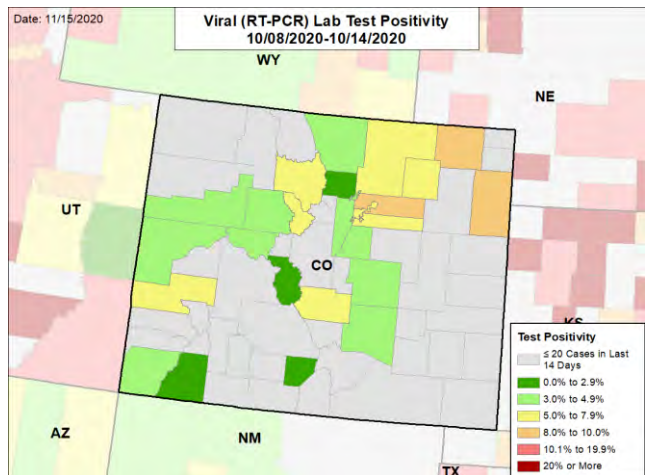 Date: 11/15/2020
Viral (RT-PCR) Lab Test Positivity
10/08/2020-10/14/2020
WY
NE
UT
CO
KS
AZ
NM
TX
Test Positivity
≤ 20 Cases in Last
14 Days
0.0% to 2.9%
3.0% to 4.9%
5.0% to 7.9%
8.0% to 10.0%
10.1% to 19.9%
20% or More